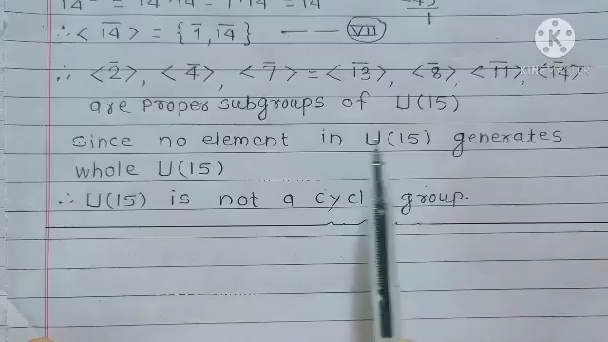 ∴ < 1̅4̅ > = { 1̅, 1̅4̅ } —— VII
∴ < 2̅ >, < 4̅ >, < 7̅ > = < 1̅3̅ >, < 8̅ >, < 1̅1̅ >, < 1̅4̅ >
are proper subgroups of U(15)
since no element in U(15) generates
whole U(15)
∴ U(15) is not a cycl group.